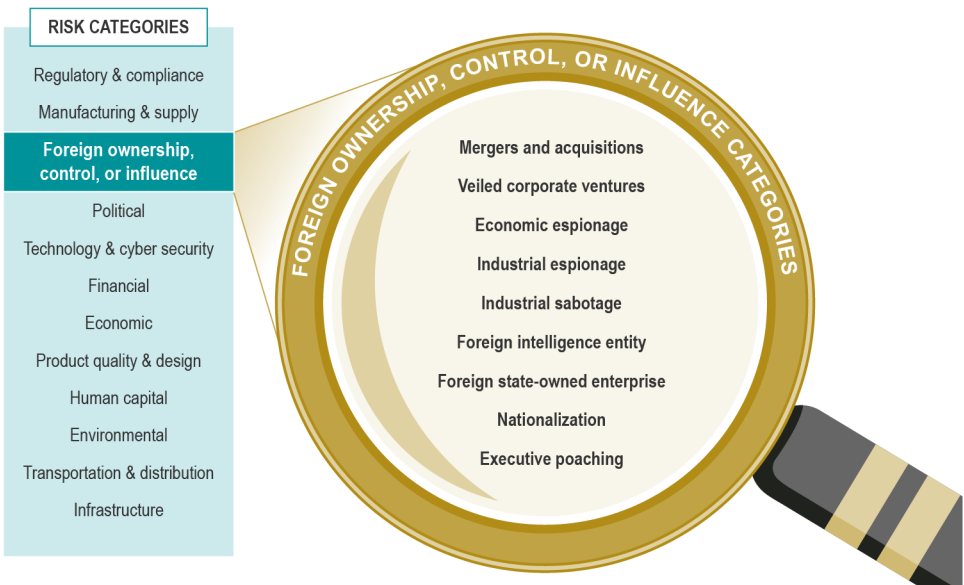 RISK CATEGORIES
Regulatory & compliance
Manufacturing & supply
Foreign ownership,
control, or influence
Political
Technology & cyber security
Financial
Economic
Product quality & design
Human capital
Environmental
Transportation & distribution
Infrastructure
FOREIGN OWNERSHIP, CONTROL, OR INFLUENCE CATEGORIES
Mergers and acquisitions
Veiled corporate ventures
Economic espionage
Industrial espionage
Industrial sabotage
Foreign intelligence entity
Foreign state-owned enterprise
Nationalization
Executive poaching